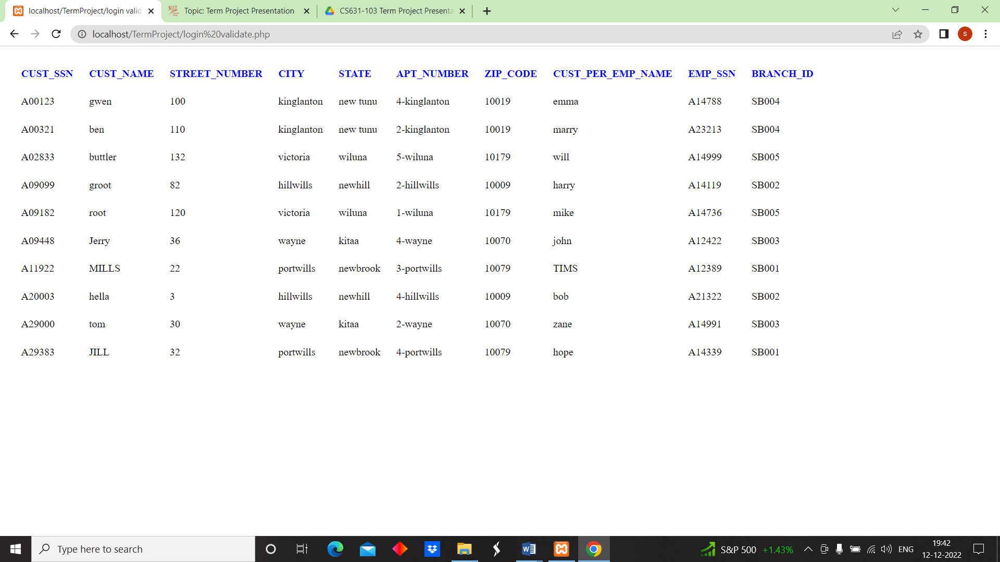 localhost/TermProject/login valid
Topic: Term Project Presentation
CS631-103 Term Project Presenta
localhost/TermProject/login%20validate.php
S
CUST_SSN CUST_NAME STREET_NUMBER CITY STATE APT_NUMBER ZIP_CODE CUST_PER_EMP_NAME EMP_SSN BRANCH_ID
A00123 gwen 100 kinglanton new tunu 4-kinglanton 10019 emma A14788 SB004
A00321 ben 110 kinglanton new tunu 2-kinglanton 10019 marry A23213 SB004
A02833 buttler 132 victoria wiluna 5-wiluna 10179 will A14999 SB005
A09099 groot 82 hillwills newhill 2-hillwills 10009 harry A14119 SB002
A09182 root 120 victoria wiluna 1-wiluna 10179 mike A14736 SB005
A09448 Jerry 36 wayne kitaa 4-wayne 10070 john A12422 SB003
A11922 MILLS 22 portwills newbrook 3-portwills 10079 TIMS A12389 SB001
A20003 hella 3 hillwills newhill 4-hillwills 10009 bob A21322 SB002
A29000 tom 30 wayne kitaa 2-wayne 10070 zane A14991 SB003
A29383 JILL 32 portwills newbrook 4-portwills 10079 hope A14339 SB001
Type here to search
S&P 500 +1.43%
ENG
19:42
12-12-2022